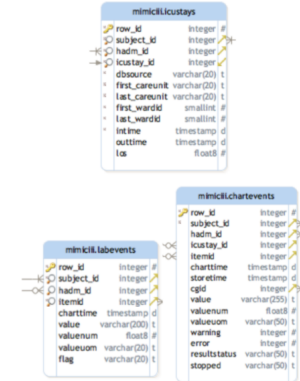 mimiciii.icustays
row_id integer #
subject_id integer
hadm_id integer
icustay_id integer
* dbsource varchar(20) t
* first_careunit varchar(20) t
* last_careunit varchar(20) t
* first_wardid smallint #
* last_wardid smallint #
* intime timestamp d
outtime timestamp d
los float8 #
mimiciii.labevents
row_id integer #
subject_id integer
hadm_id integer
itemid integer
charttime timestamp d
value varchar(200) t
valuenum float8 #
valueuom varchar(20) t
flag varchar(20) t
mimiciii.chartevents
row_id integer #
* subject_id integer
hadm_id integer
icustay_id integer
itemid integer
charttime timestamp d
storetime timestamp d
cgid integer
value varchar(255) t
valuenum float8 #
valueuom varchar(50) t
warning integer #
error integer #
resultstatus varchar(50) t
stopped varchar(50) t